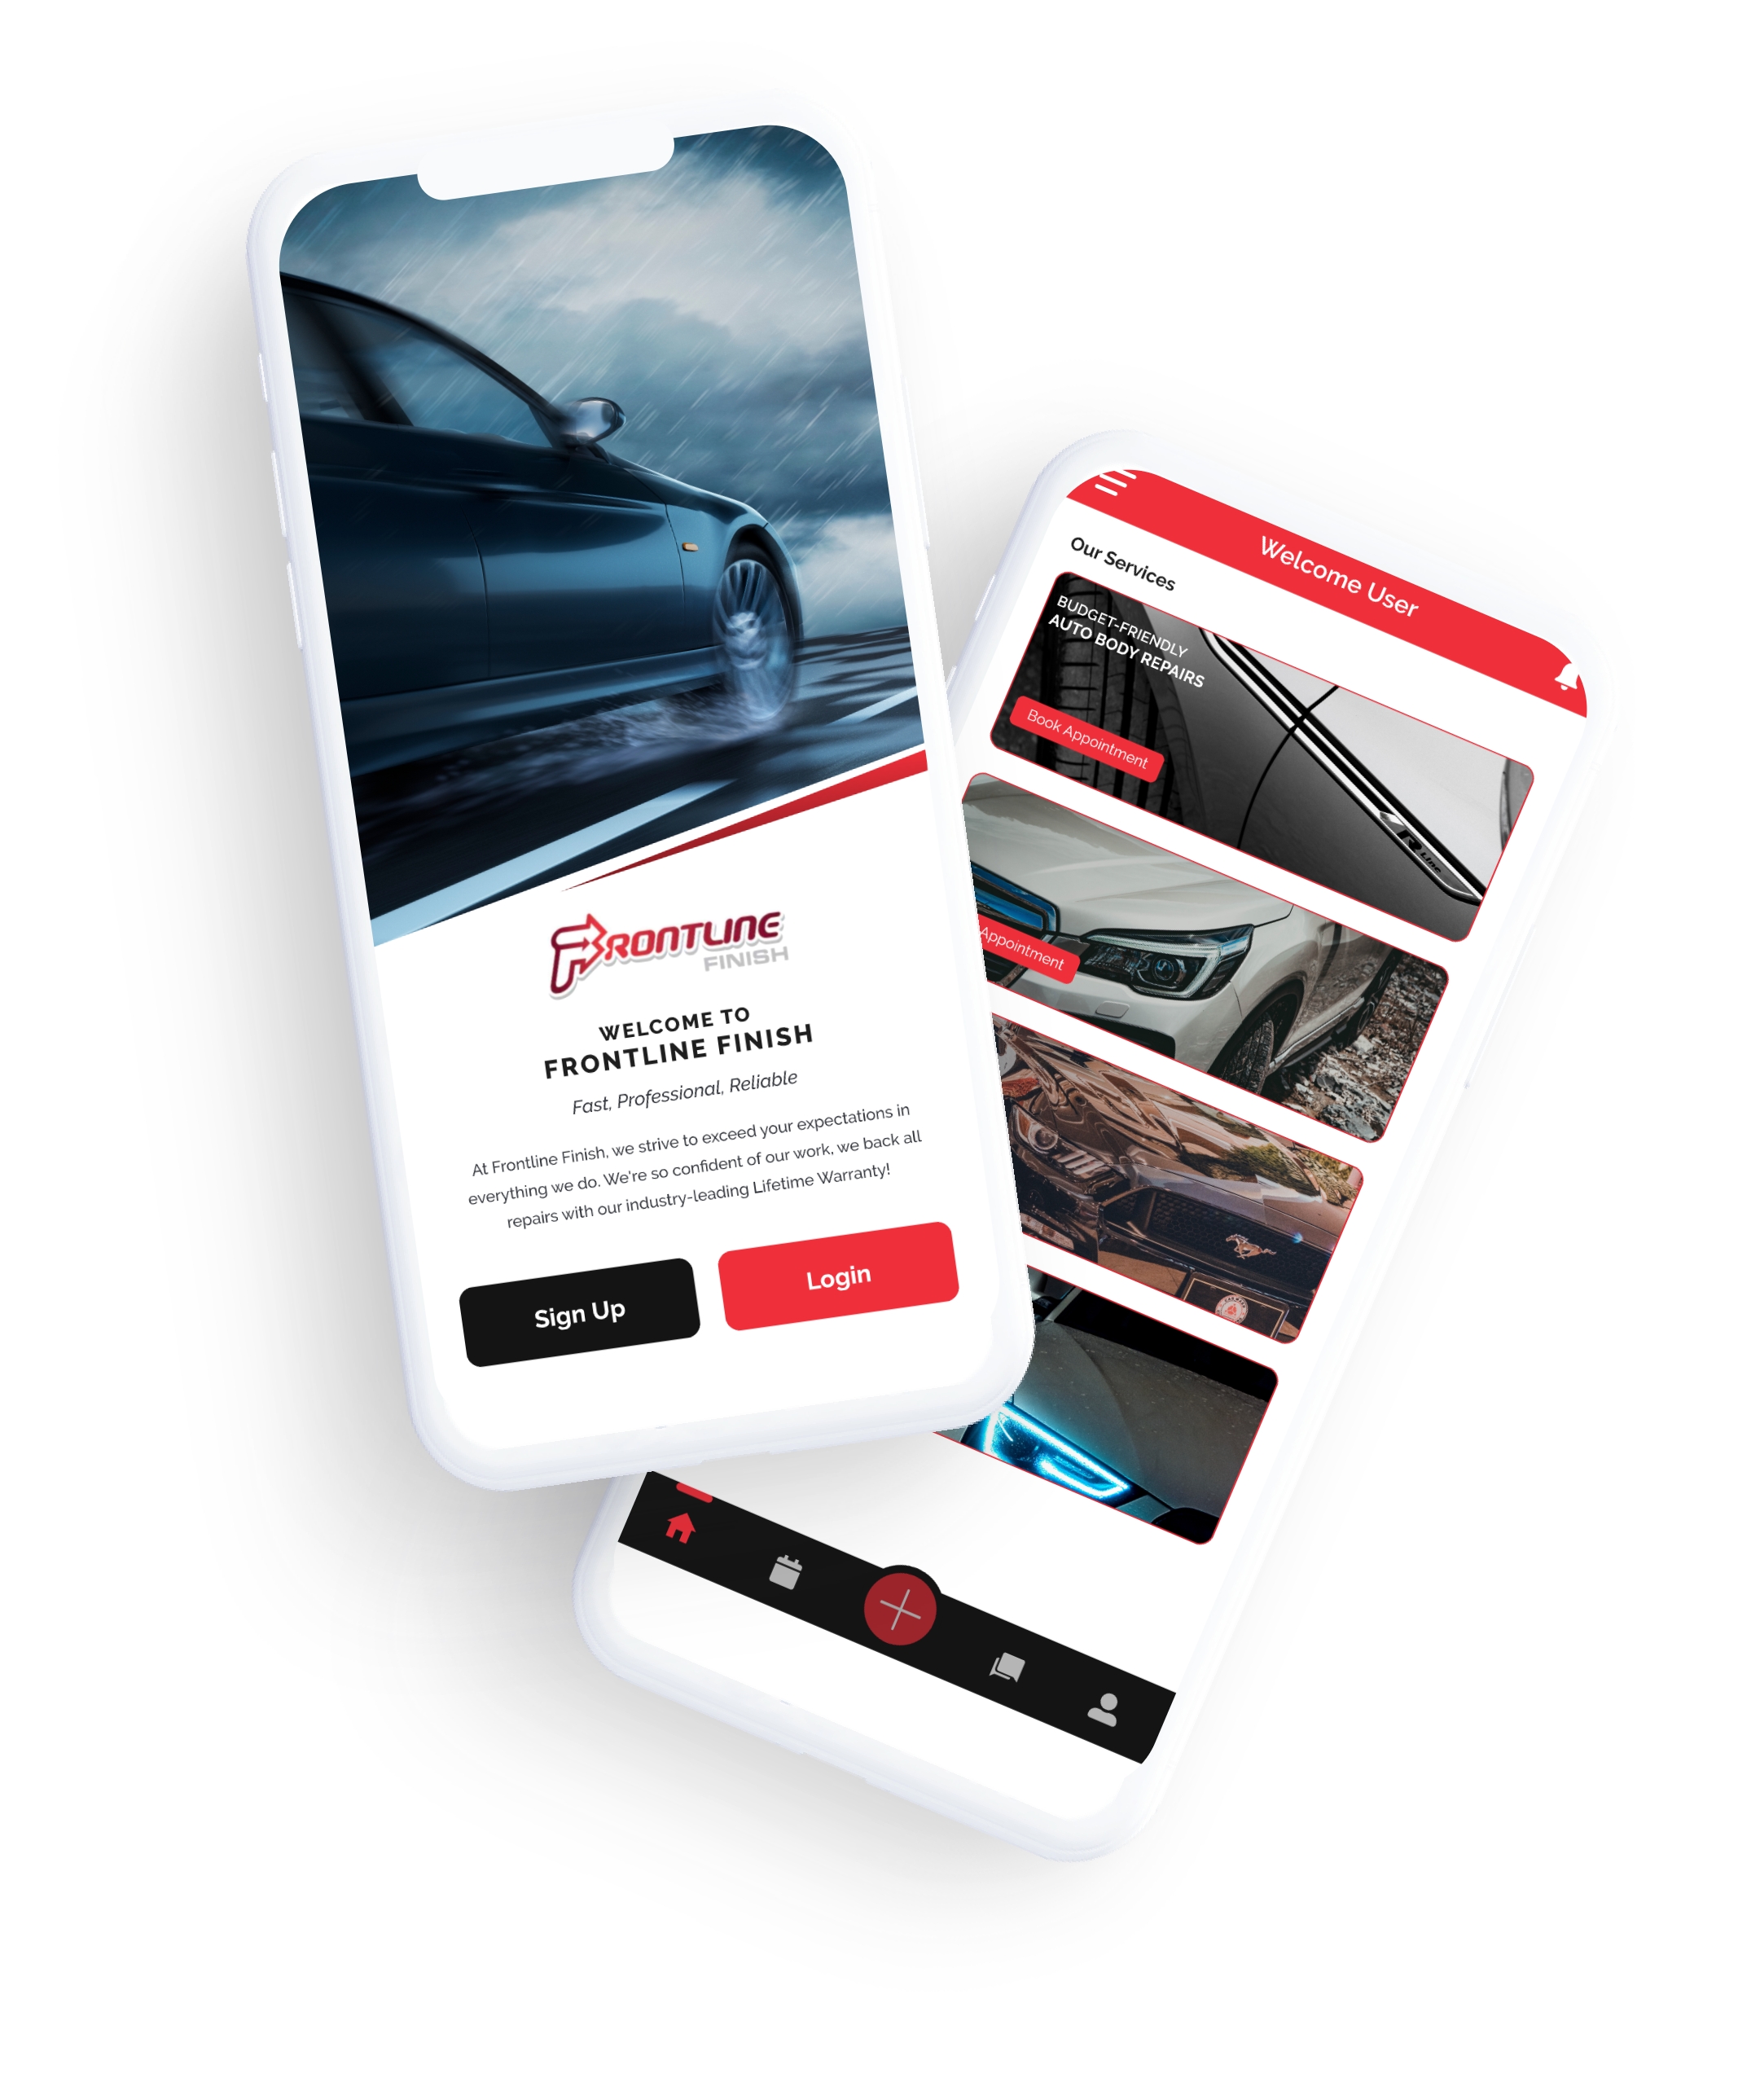 FRONTLINE
FINISH
WELCOME TO
FRONTLINE FINISH
Fast, Professional, Reliable
At Frontline Finish, we strive to exceed your expectations in
everything we do. We're so confident of our work, we back all
repairs with our industry-leading Lifetime Warranty!
Sign Up
Login
Welcome User
Our Services
BUDGET-FRIENDLY
AUTO BODY REPAIRS
Book Appointment
R Line
Appointment